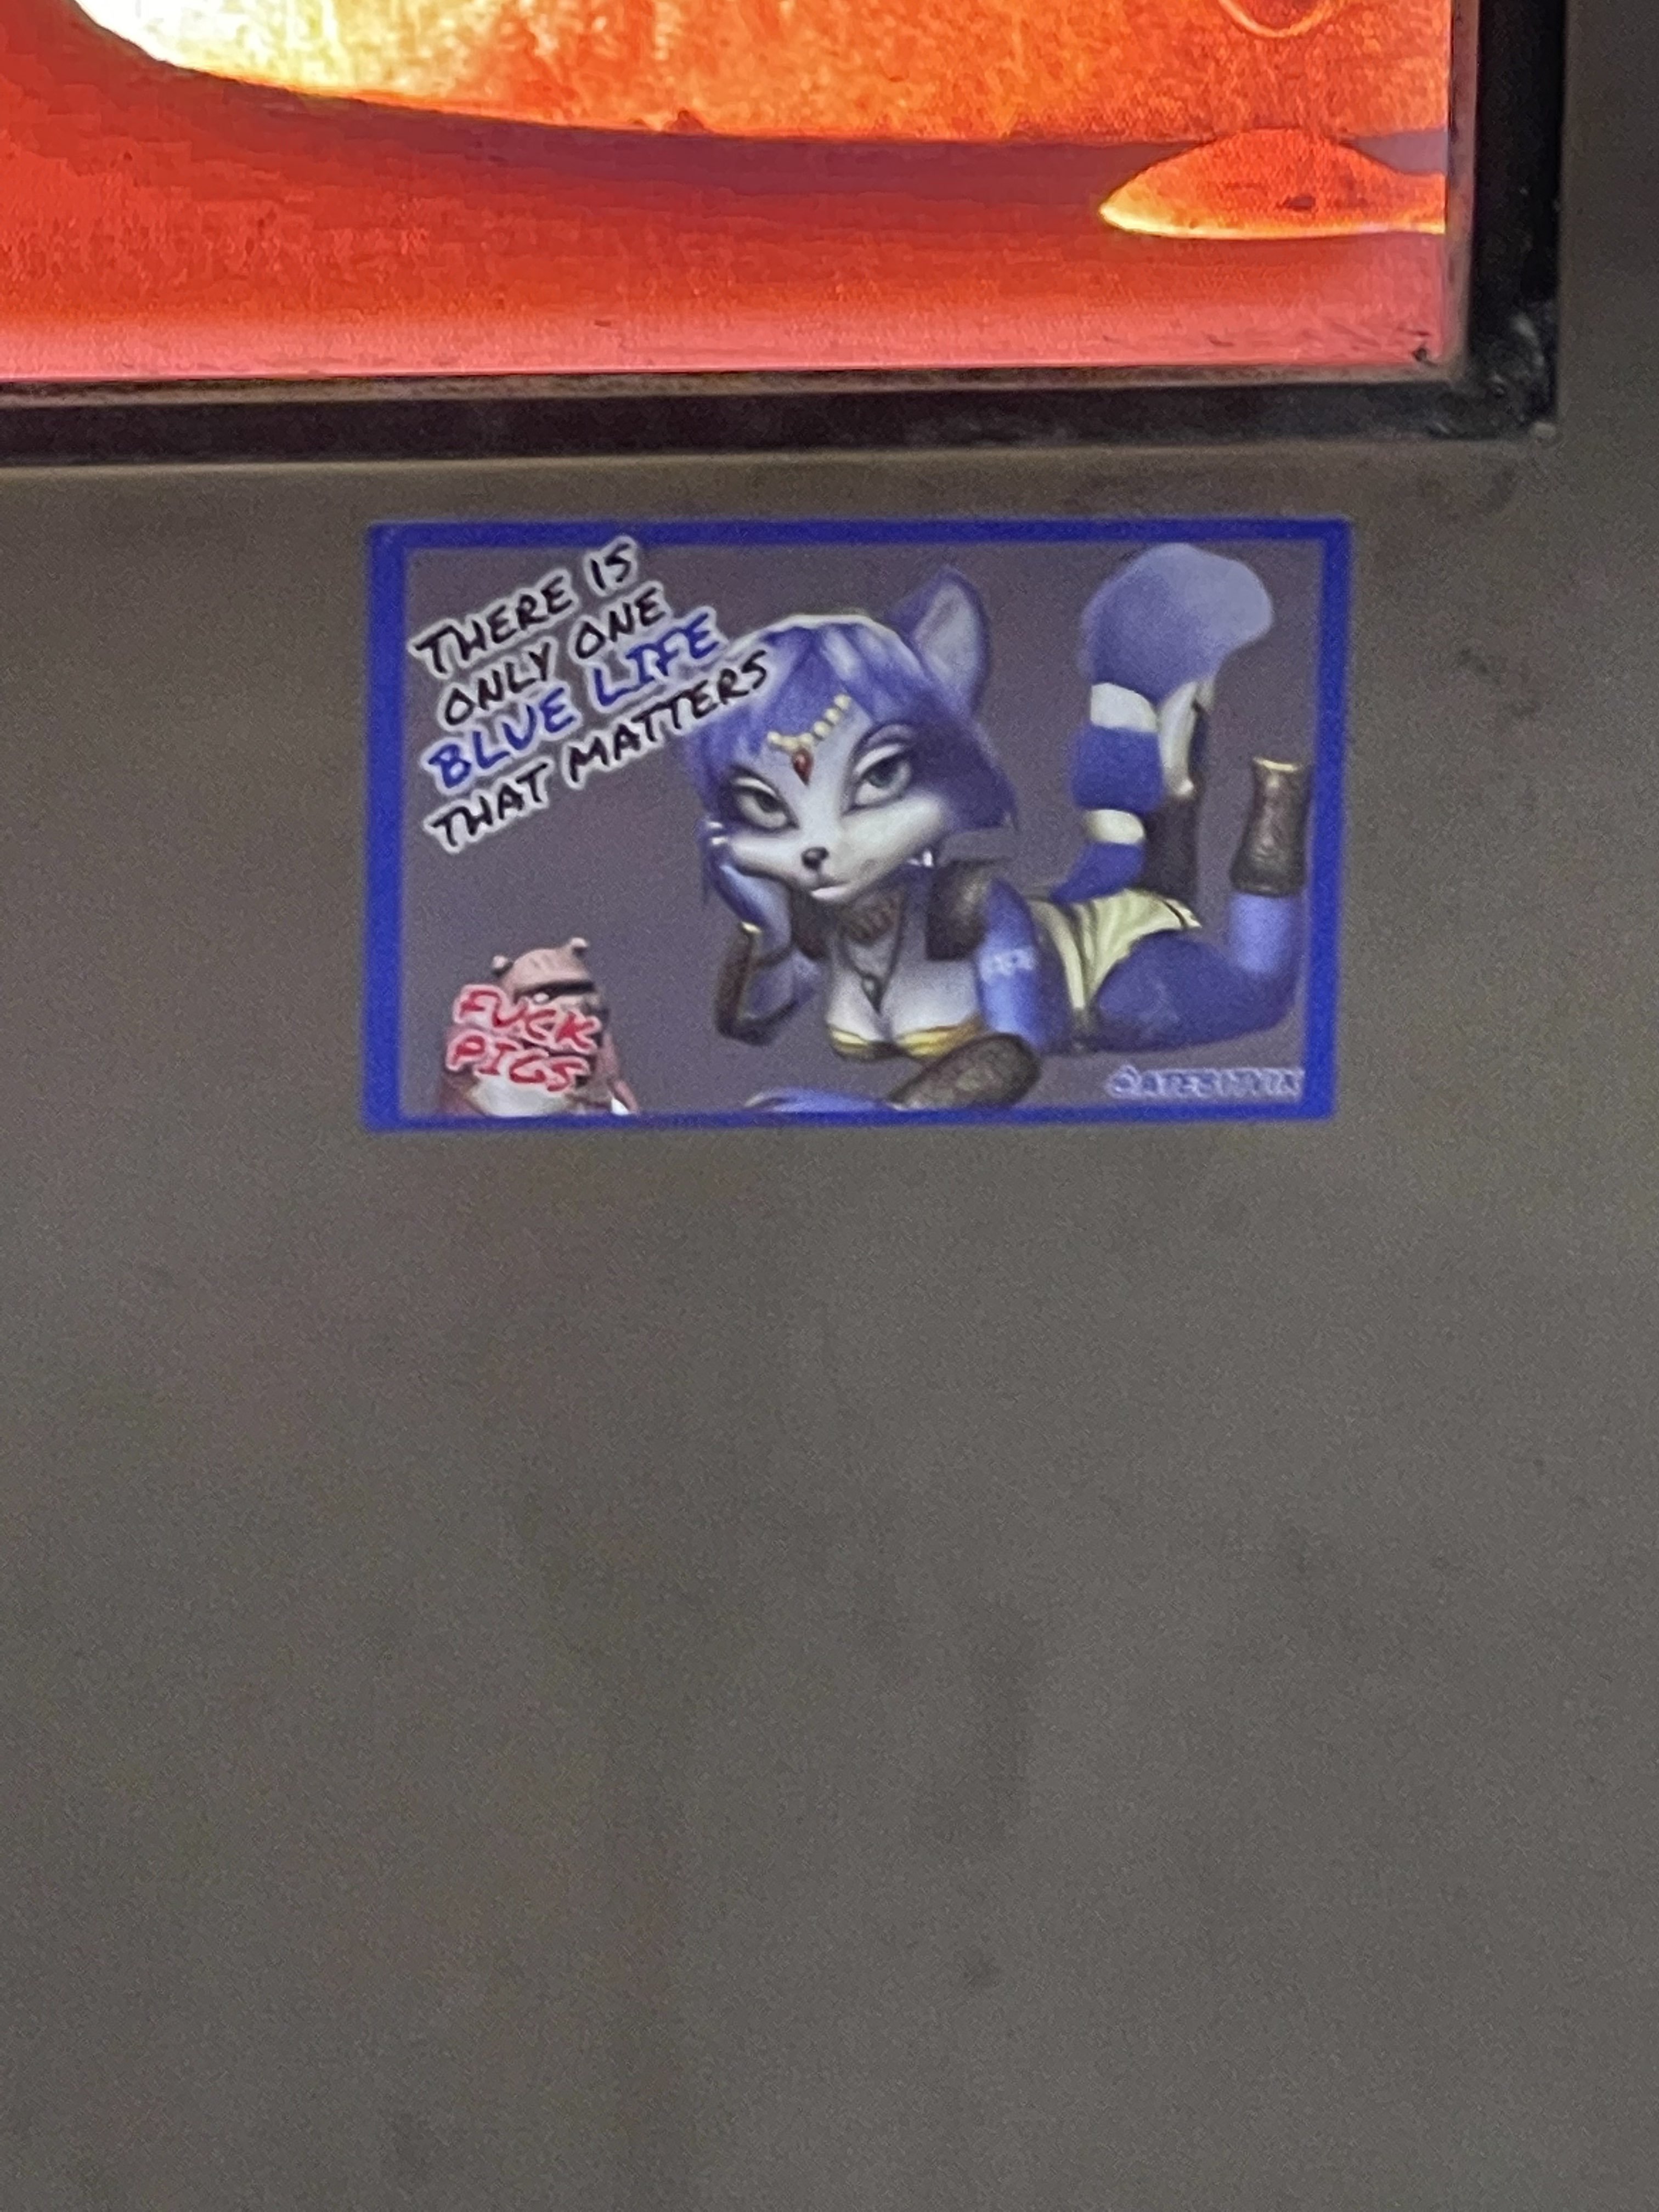 THERE IS
ONLY ONE
BLUE LIFE
THAT MATTERS
FUCK
PIGS